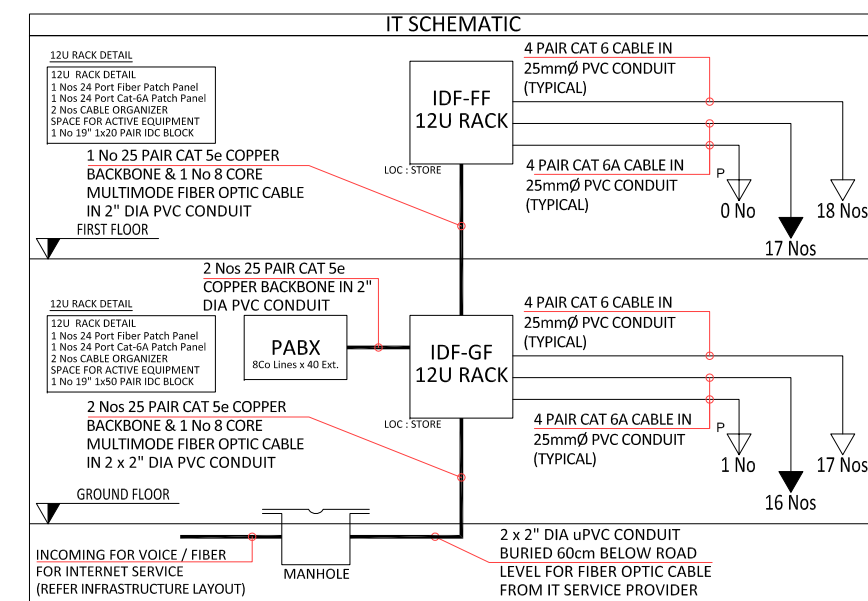 IT SCHEMATIC
12U RACK DETAIL
12U RACK DETAIL
1 Nos 24 Port Fiber Patch Panel
1 Nos 24 Port Cat-6A Patch Panel
2 Nos CABLE ORGANIZER
SPACE FOR ACTIVE EQUIPMENT
1 No 19" 1x20 PAIR IDC BLOCK
1 No 25 PAIR CAT 5e COPPER
BACKBONE & 1 No 8 CORE
MULTIMODE FIBER OPTIC CABLE
IN 2" DIA PVC CONDUIT
FIRST FLOOR
IDF-FF
12U RACK
LOC : STORE
4 PAIR CAT 6 CABLE IN
25mmØ PVC CONDUIT
(TYPICAL)
4 PAIR CAT 6A CABLE IN
25mmØ PVC CONDUIT
(TYPICAL)
P
0 No
18 Nos
17 Nos
2 Nos 25 PAIR CAT 5e
COPPER BACKBONE IN 2"
DIA PVC CONDUIT
12U RACK DETAIL
12U RACK DETAIL
1 Nos 24 Port Fiber Patch Panel
1 Nos 24 Port Cat-6A Patch Panel
2 Nos CABLE ORGANIZER
SPACE FOR ACTIVE EQUIPMENT
1 No 19" 1x50 PAIR IDC BLOCK
PABX
8Co Lines x 40 Ext.
IDF-GF
12U RACK
LOC : STORE
4 PAIR CAT 6 CABLE IN
25mmØ PVC CONDUIT
(TYPICAL)
4 PAIR CAT 6A CABLE IN
25mmØ PVC CONDUIT
(TYPICAL)
P
1 No
17 Nos
16 Nos
2 Nos 25 PAIR CAT 5e COPPER
BACKBONE & 1 No 8 CORE
MULTIMODE FIBER OPTIC CABLE
IN 2 x 2" DIA PVC CONDUIT
GROUND FLOOR
INCOMING FOR VOICE / FIBER
FOR INTERNET SERVICE
(REFER INFRASTRUCTURE LAYOUT)
MANHOLE
2 x 2" DIA uPVC CONDUIT
BURIED 60cm BELOW ROAD
LEVEL FOR FIBER OPTIC CABLE
FROM IT SERVICE PROVIDER